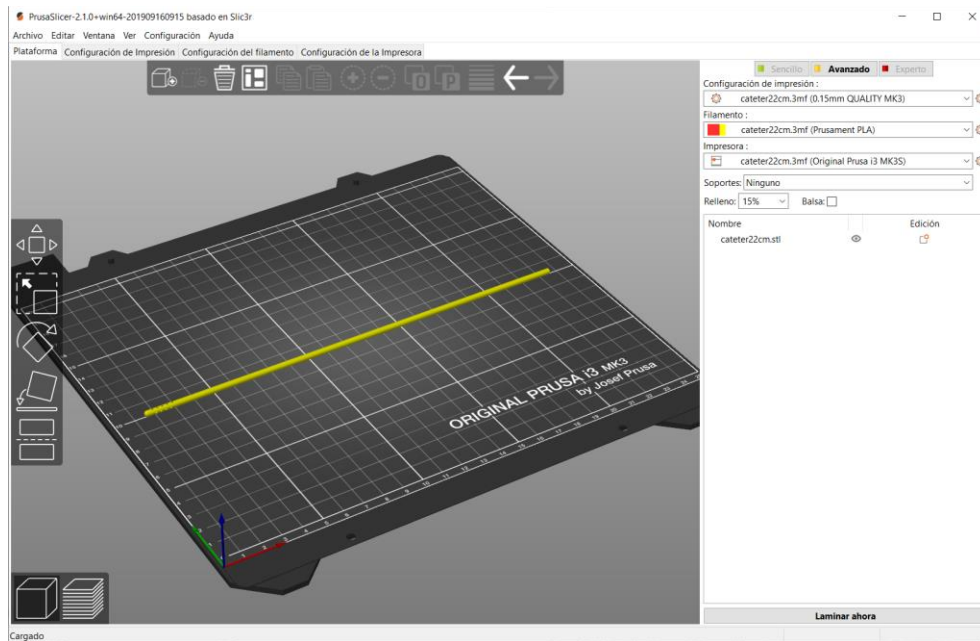 PrusaSlicer-2.1.0+win64-201909160915 basado en Slic3r
Archivo Editar Ventana Ver Configuración Ayuda
Plataforma Configuración de Impresión Configuración del filamento Configuración de la Impresora
Sencillo Avanzado Experto
Configuración de impresión :
cateter22cm.3mf (0.15mm QUALITY MK3)
Filamento :
cateter22cm.3mf (Prusament PLA)
Impresora :
cateter22cm.3mf (Original Prusa i3 MK3S)
Soportes: Ninguno
Relleno: 15% Balsa:
Nombre Edición
cateter22cm.stl
ORIGINAL PRUSA i3 MK3
by Josef Prusa
Laminar ahora
Cargado